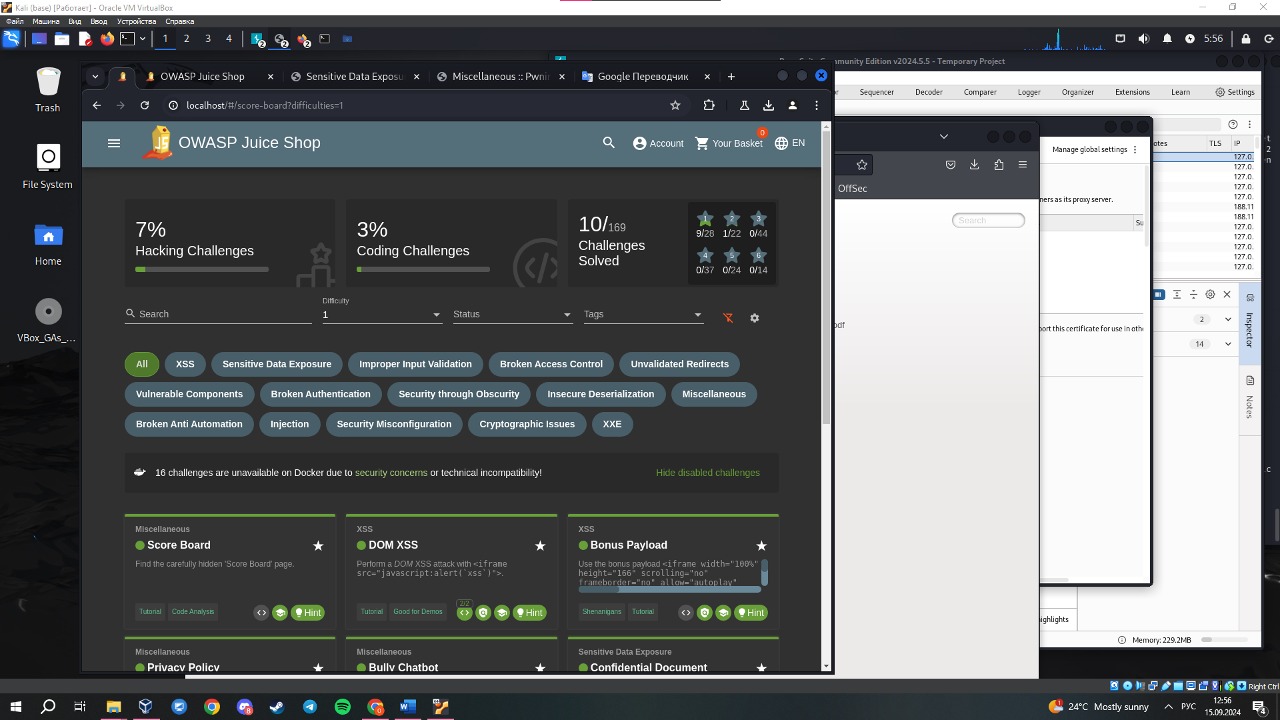 Kali (base) [Работает] - Oracle VM VirtualBox
Файл Машина Вид Ввод Устройства Справка
1 2 3 4
5:56
Community Edition v2024.5.5 - Temporary Project
OWASP Juice Shop
Sensitive Data Exposu
Miscellaneous :: Pwnir
Google Переводчик
Sequencer Decoder Comparer Logger Organizer Extensions Learn Settings
localhost/#/score-board?difficulties=1
OWASP Juice Shop
Account
Your Basket
0
EN
Trash
File System
Home
VBox_GAs_...
Manage global settings
otes TLS IP
127.0.
127.0.
127.0.
127.0.
127.0.
188.11
188.11
127.0.
127.0.
127.0.
127.0.
127.0.
ners as its proxy server.
OffSec
Search
Su
odf
port this certificate for use in othe
2
14
Inspector
Notes
7%
Hacking Challenges
3%
Coding Challenges
10/169
Challenges
Solved
1 2 3
9/28 1/22 0/44
4 5 6
0/37 0/24 0/14
Search
Difficulty
1
Status
Tags
All XSS Sensitive Data Exposure Improper Input Validation Broken Access Control Unvalidated Redirects
Vulnerable Components Broken Authentication Security through Obscurity Insecure Deserialization Miscellaneous
Broken Anti Automation Injection Security Misconfiguration Cryptographic Issues XXE
16 challenges are unavailable on Docker due to security concerns or technical incompatibility!
Hide disabled challenges
Miscellaneous
Score Board
Find the carefully hidden 'Score Board' page.
Tutorial Code Analysis
Hint
XSS
DOM XSS
Perform a DOM XSS attack with <iframe
src="javascript:alert(`xss`)">.
Tutorial Good for Demos
2/2
Hint
XSS
Bonus Payload
Use the bonus payload <iframe width="100%"
height="166" scrolling="no"
frameborder="no" allow="autoplay"
Shenanigans Tutorial
Hint
Miscellaneous
Privacy Policy
Miscellaneous
Bully Chatbot
Sensitive Data Exposure
Confidential Document
ighlights
Memory: 229.2MB
Right Ctrl
24°C Mostly sunny
РУС
12:56
15.09.2024
4